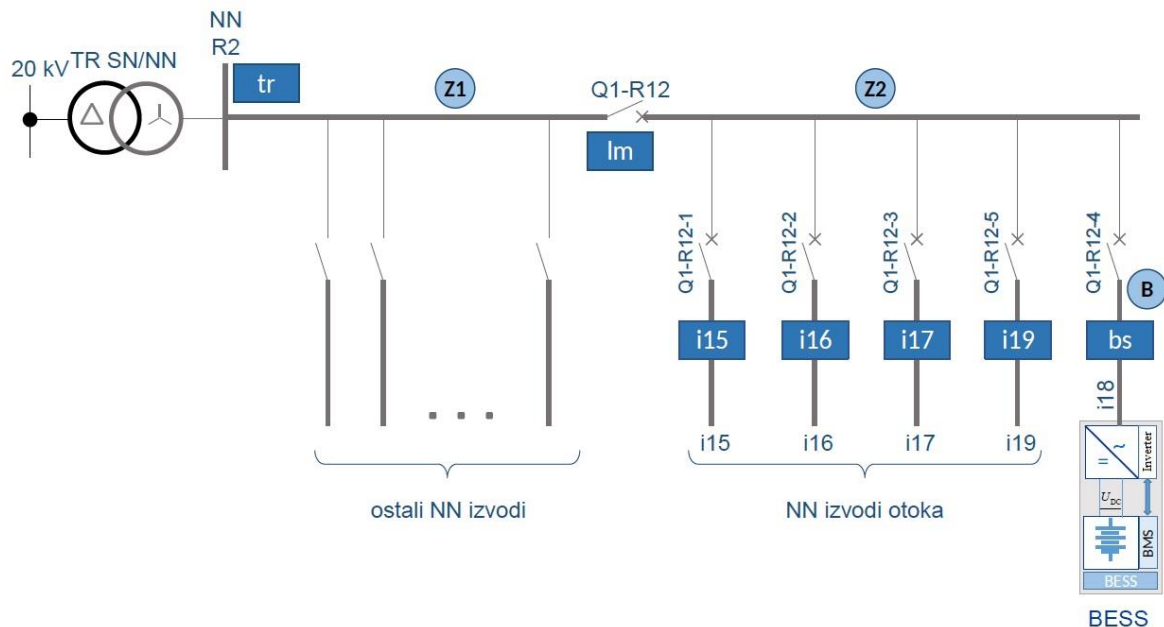 NN
R2
20 kV
TR SN/NN
tr
Z1
Q1-R12
lm
Z2
Q1-R12-1
Q1-R12-2
Q1-R12-3
Q1-R12-5
Q1-R12-4
B
i15
i16
i17
i19
bs
i18
i15
i16
i17
i19
= ~
Inverter
U_DC
BMS
BESS
ostali NN izvodi
NN izvodi otoka
BESS